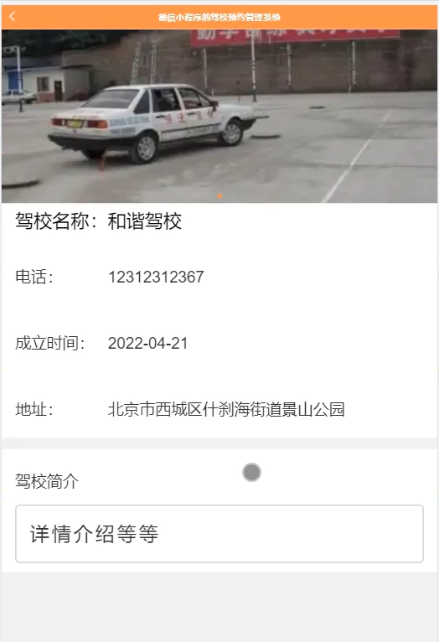 微信小程序的驾校预约管理系统
驾校名称：和谐驾校
电话：12312312367
成立时间：2022-04-21
地址：北京市西城区什刹海街道景山公园
驾校简介
详情介绍等等